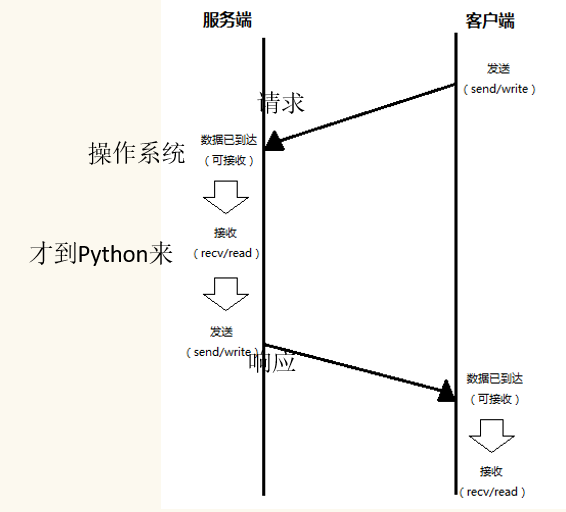 服务端
客户端
发送
（send/write）
请求
数据已到达
（可接收）
操作系统
接收
（recv/read）
才到Python来
发送
（send/write）
响应
数据已到达
（可接收）
接收
（recv/read）